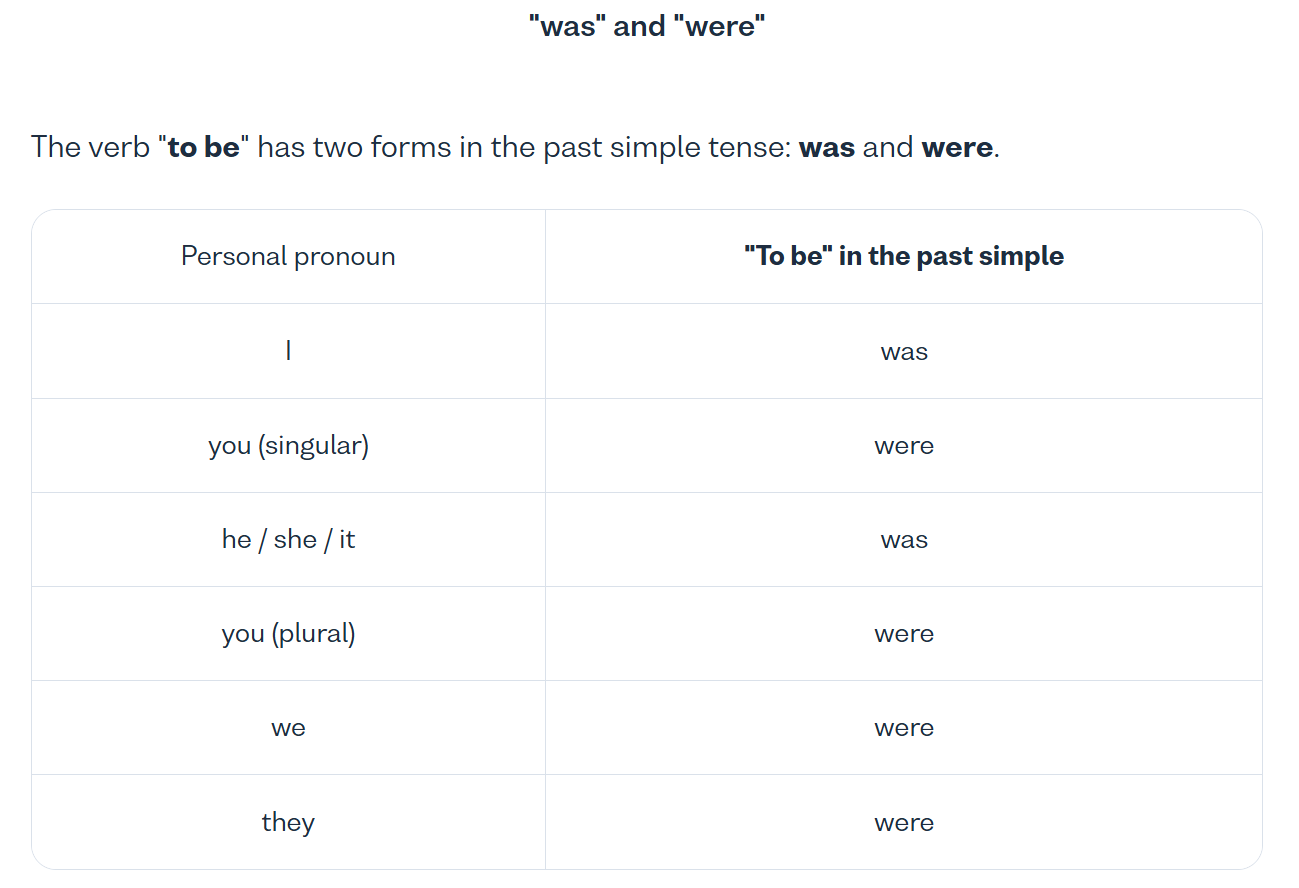 "was" and "were"
The verb "to be" has two forms in the past simple tense: was and were.
Personal pronoun "To be" in the past simple
I was
you (singular) were
he / she / it was
you (plural) were
we were
they were